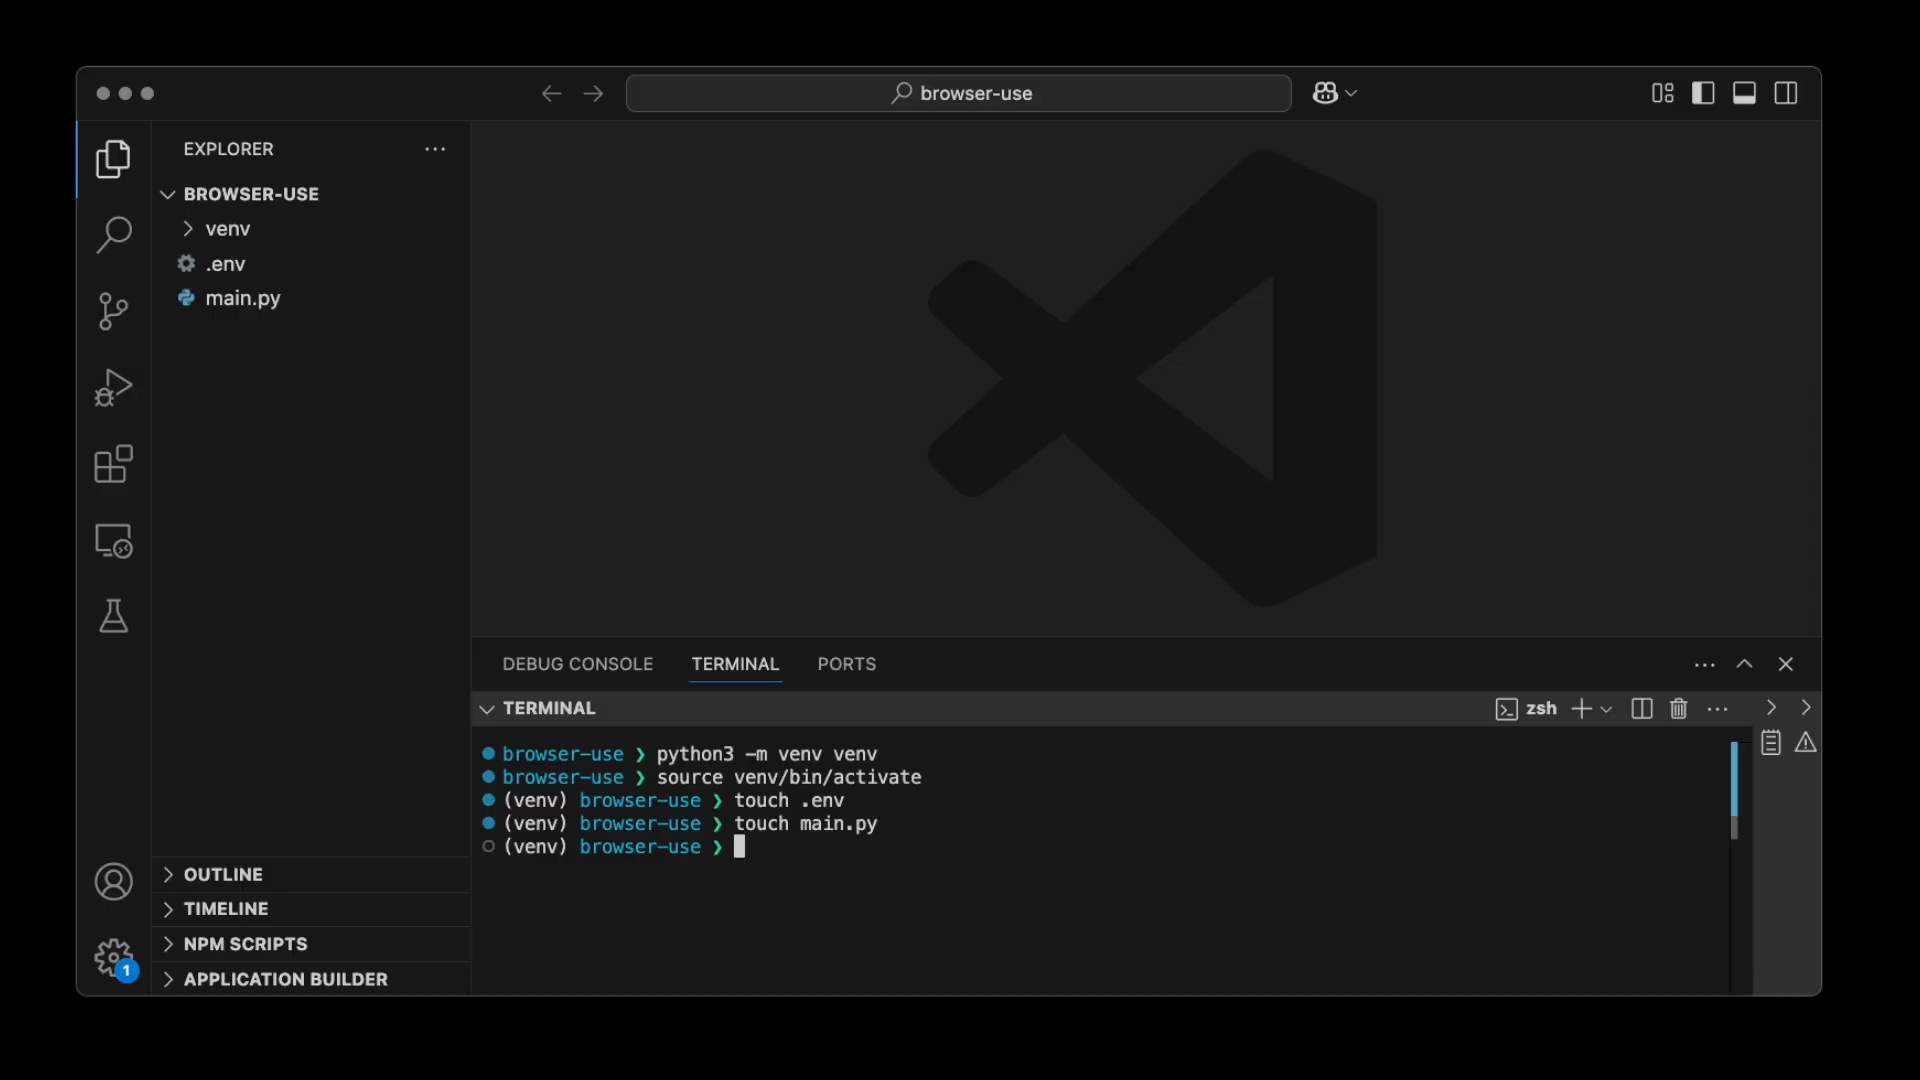 browser-use
EXPLORER
BROWSER-USE
venv
.env
main.py
OUTLINE
TIMELINE
NPM SCRIPTS
APPLICATION BUILDER
1
DEBUG CONSOLE TERMINAL PORTS
TERMINAL zsh
browser-use ❯ python3 -m venv venv
browser-use ❯ source venv/bin/activate
(venv) browser-use ❯ touch .env
(venv) browser-use ❯ touch main.py
(venv) browser-use ❯